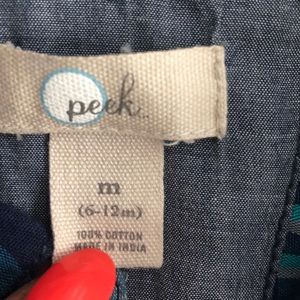 peek.
m
(6-12m)
100% COTTON
MADE IN INDIA